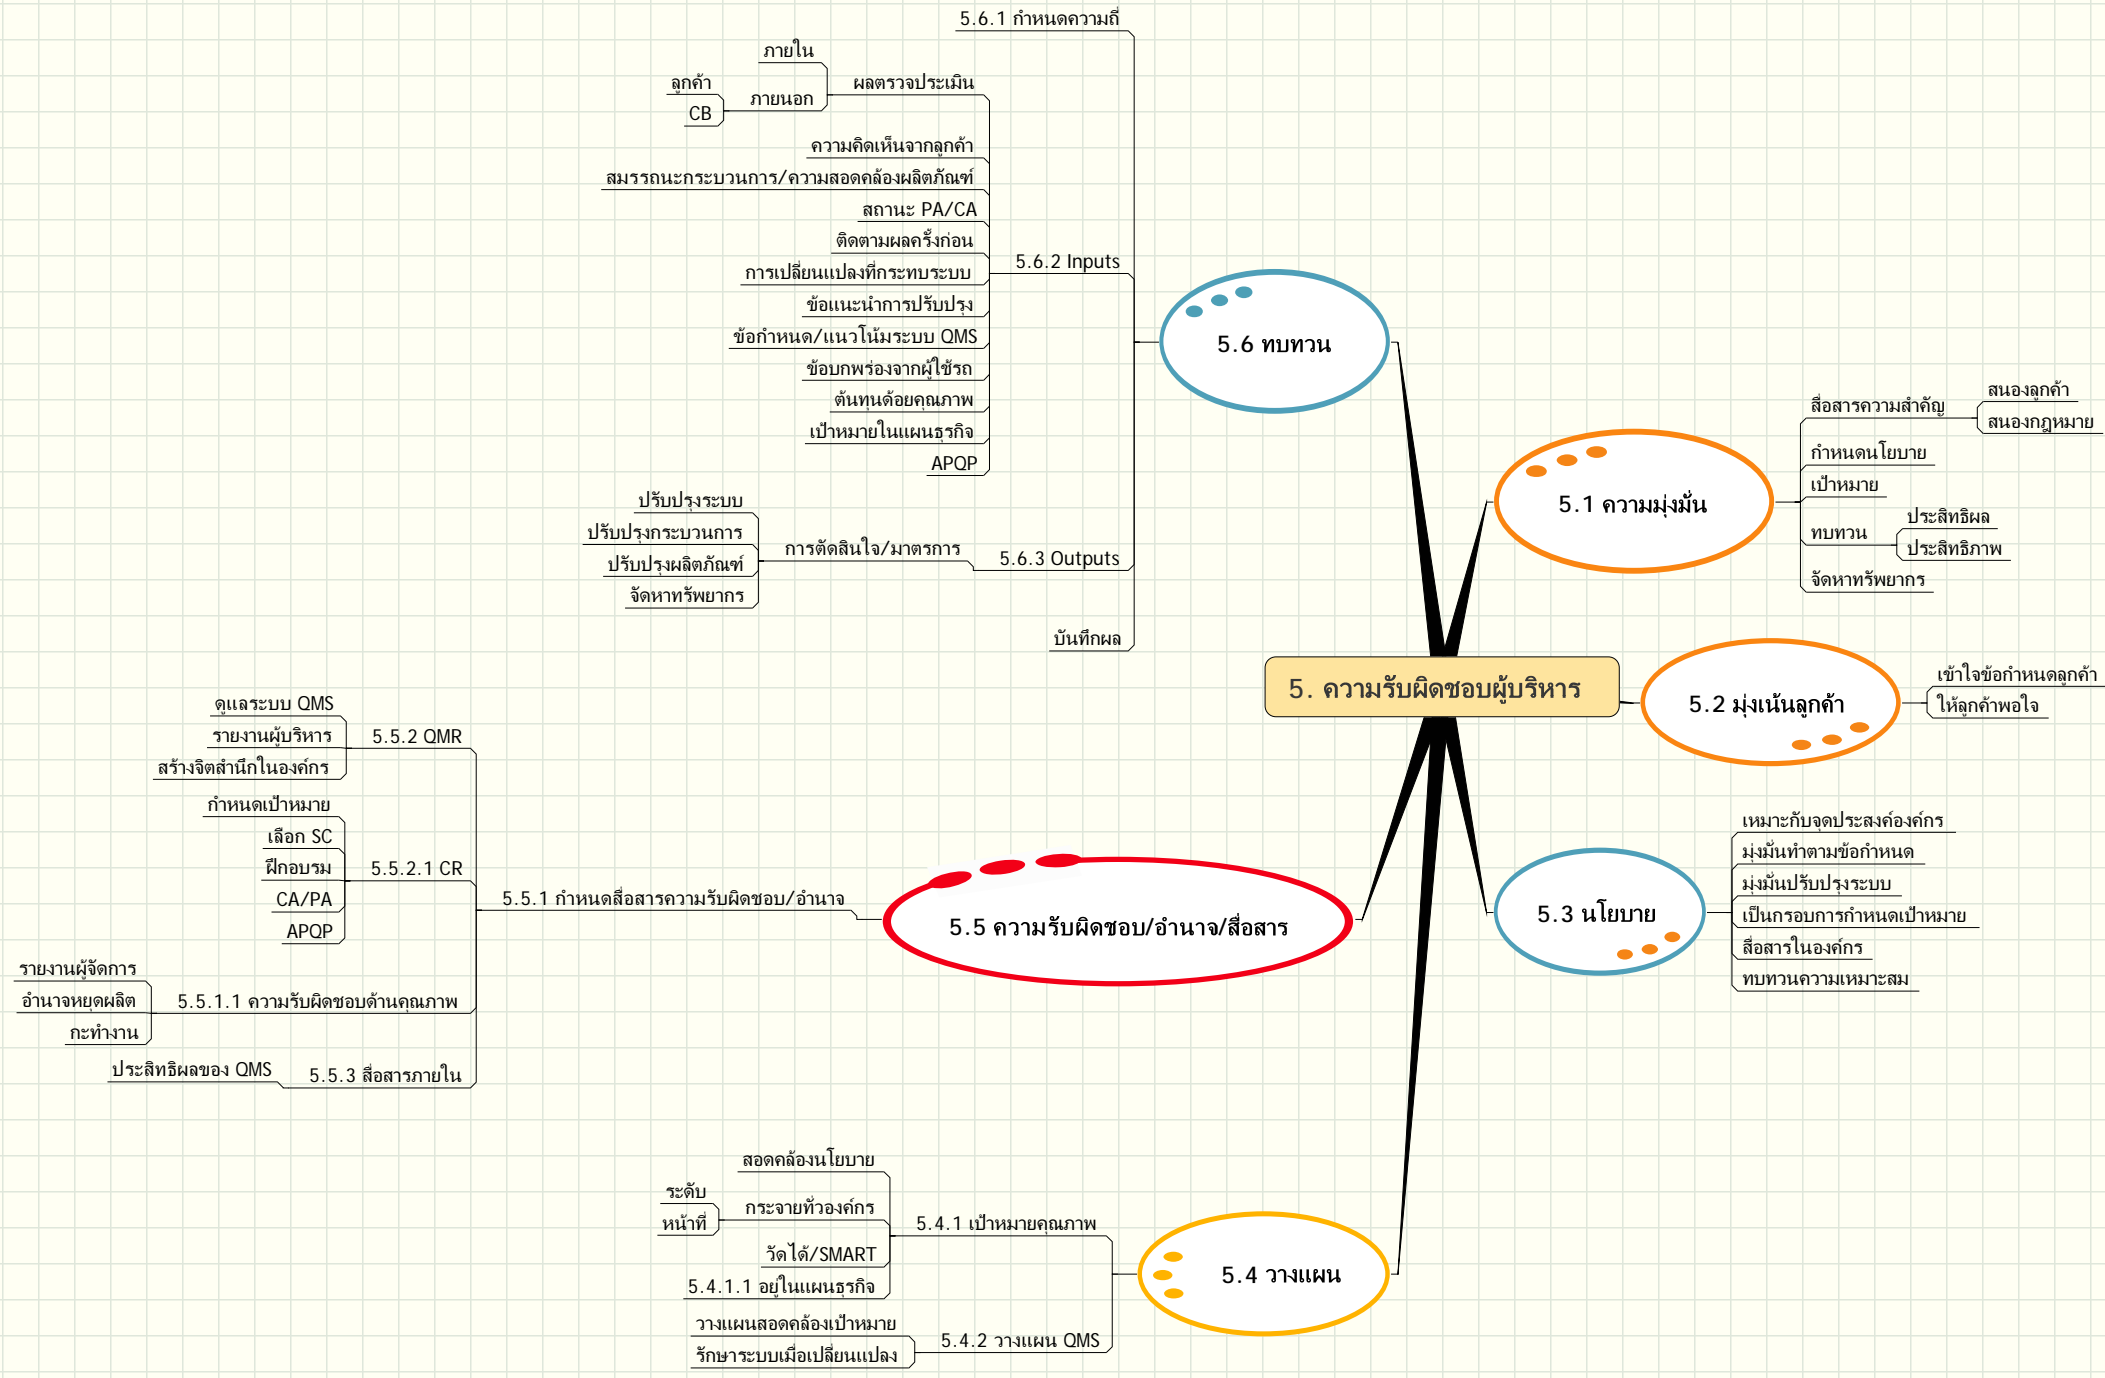 5. ความรับผิดชอบผู้บริหาร
5.1 ความมุ่งมั่น
สื่อสารความสำคัญ
สนองลูกค้า
สนองกฎหมาย
กำหนดนโยบาย
เป้าหมาย
ทบทวน
ประสิทธิผล
ประสิทธิภาพ
จัดหาทรัพยากร
5.2 มุ่งเน้นลูกค้า
เข้าใจข้อกำหนดลูกค้า
ให้ลูกค้าพอใจ
5.3 นโยบาย
เหมาะกับจุดประสงค์องค์กร
มุ่งมั่นทำตามข้อกำหนด
มุ่งมั่นปรับปรุงระบบ
เป็นกรอบการกำหนดเป้าหมาย
สื่อสารในองค์กร
ทบทวนความเหมาะสม
5.4 วางแผน
5.4.1 เป้าหมายคุณภาพ
สอดคล้องนโยบาย
กระจายทั่วองค์กร
ระดับ
หน้าที่
วัดได้/SMART
5.4.1.1 อยู่ในแผนธุรกิจ
5.4.2 วางแผน QMS
วางแผนสอดคล้องเป้าหมาย
รักษาระบบเมื่อเปลี่ยนแปลง
5.5 ความรับผิดชอบ/อำนาจ/สื่อสาร
5.5.1 กำหนดสื่อสารความรับผิดชอบ/อำนาจ
5.5.2 QMR
ดูแลระบบ QMS
รายงานผู้บริหาร
สร้างจิตสำนึกในองค์กร
5.5.2.1 CR
กำหนดเป้าหมาย
เลือก SC
ฝึกอบรม
CA/PA
APQP
5.5.1.1 ความรับผิดชอบด้านคุณภาพ
รายงานผู้จัดการ
อำนาจหยุดผลิต
กะทำงาน
5.5.3 สื่อสารภายใน
ประสิทธิผลของ QMS
5.6 ทบทวน
5.6.1 กำหนดความถี่
5.6.2 Inputs
ผลตรวจประเมิน
ภายใน
ภายนอก
ลูกค้า
CB
ความคิดเห็นจากลูกค้า
สมรรถนะกระบวนการ/ความสอดคล้องผลิตภัณฑ์
สถานะ PA/CA
ติดตามผลครั้งก่อน
การเปลี่ยนแปลงที่กระทบระบบ
ข้อแนะนำการปรับปรุง
ข้อกำหนด/แนวโน้มระบบ QMS
ข้อบกพร่องจากผู้ใช้รถ
ต้นทุนด้อยคุณภาพ
เป้าหมายในแผนธุรกิจ
APQP
5.6.3 Outputs
การตัดสินใจ/มาตรการ
ปรับปรุงระบบ
ปรับปรุงกระบวนการ
ปรับปรุงผลิตภัณฑ์
จัดหาทรัพยากร
บันทึกผล